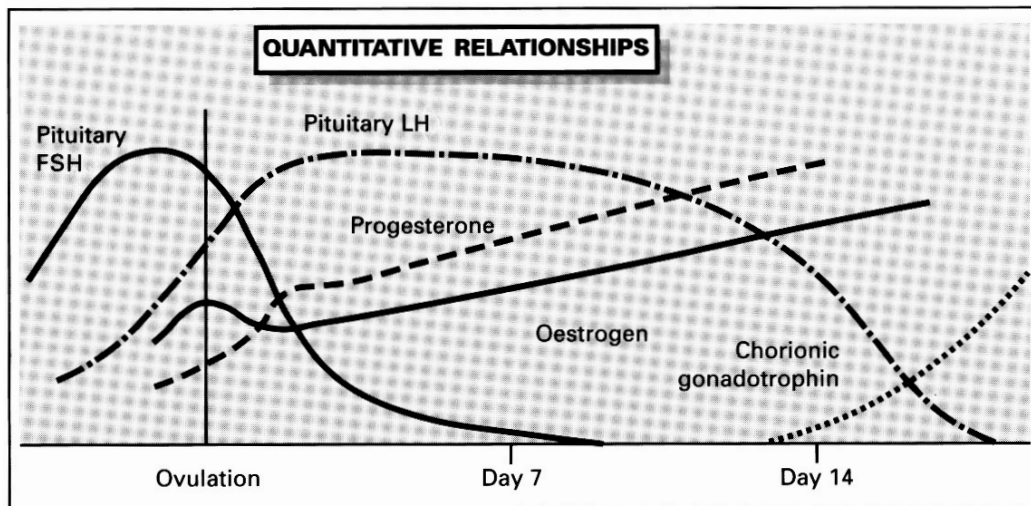 QUANTITATIVE RELATIONSHIPS
Pituitary
FSH
Pituitary LH
Progesterone
Oestrogen
Chorionic
gonadotrophin
Ovulation
Day 7
Day 14